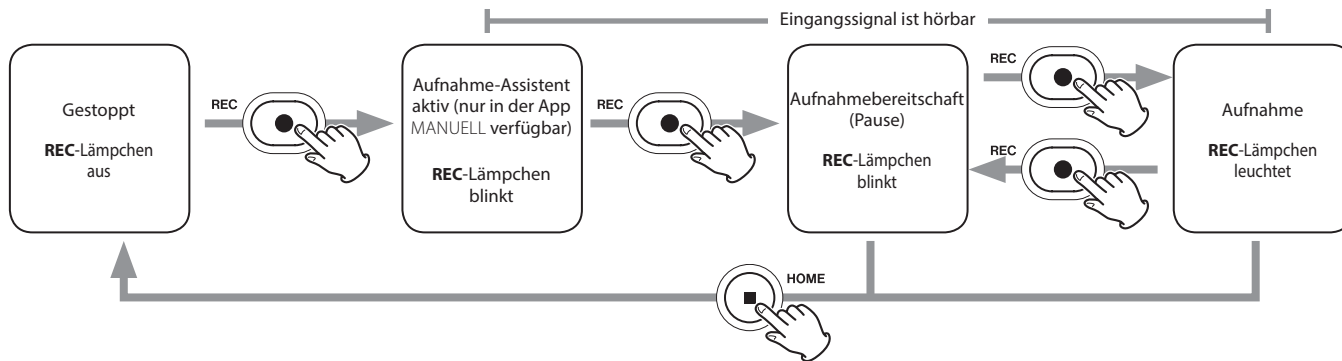 Eingangssignal ist hörbar
Gestoppt
REC-Lämpchen
aus
REC
Aufnahme-Assistent
aktiv (nur in der App
MANUELL verfügbar)
REC-Lämpchen
blinkt
REC
Aufnahmebereitschaft
(Pause)
REC-Lämpchen
blinkt
REC
REC
Aufnahme
REC-Lämpchen
leuchtet
HOME